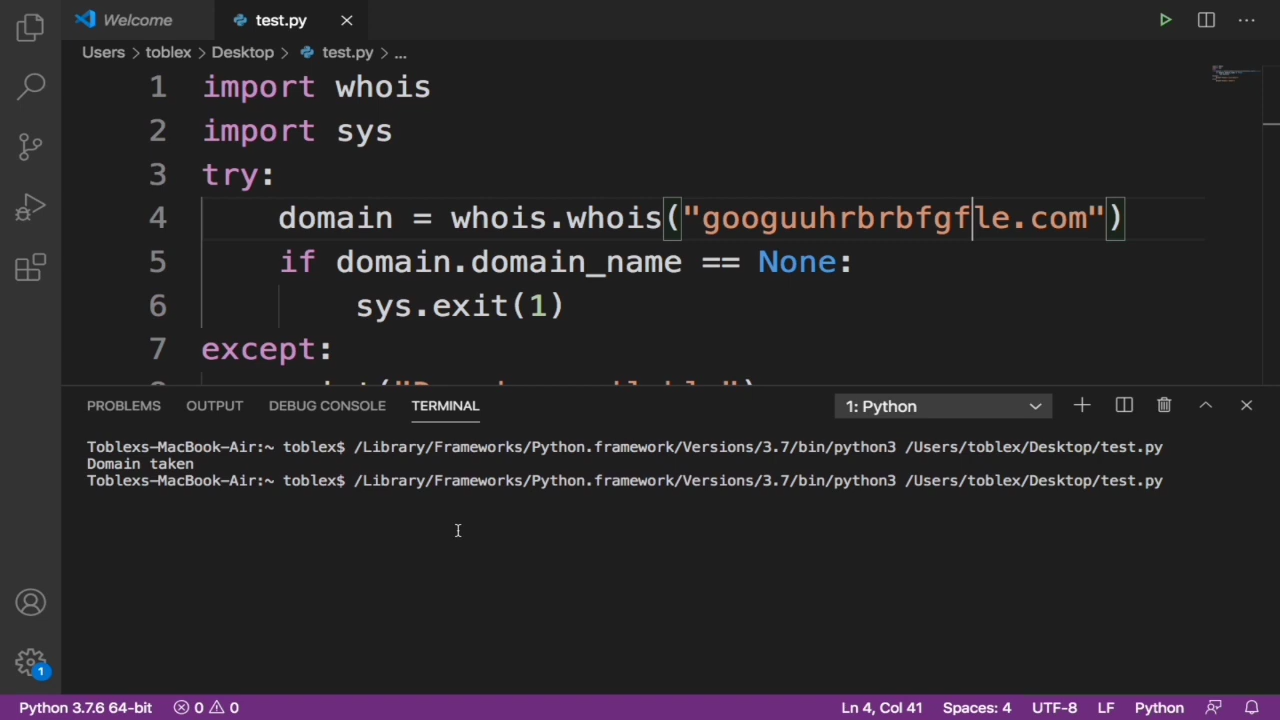 Welcome
test.py
Users > toblex > Desktop > test.py > ...
1 import whois
2 import sys
3 try:
4 domain = whois.whois("googuuhrbrbfgfle.com")
5 if domain.domain_name == None:
6 sys.exit(1)
7 except:
PROBLEMS OUTPUT DEBUG CONSOLE TERMINAL 1: Python
Toblexs-MacBook-Air:~ toblex$ /Library/Frameworks/Python.framework/Versions/3.7/bin/python3 /Users/toblex/Desktop/test.py
Domain taken
Toblexs-MacBook-Air:~ toblex$ /Library/Frameworks/Python.framework/Versions/3.7/bin/python3 /Users/toblex/Desktop/test.py
1
Python 3.7.6 64-bit 0 0 Ln 4, Col 41 Spaces: 4 UTF-8 LF Python